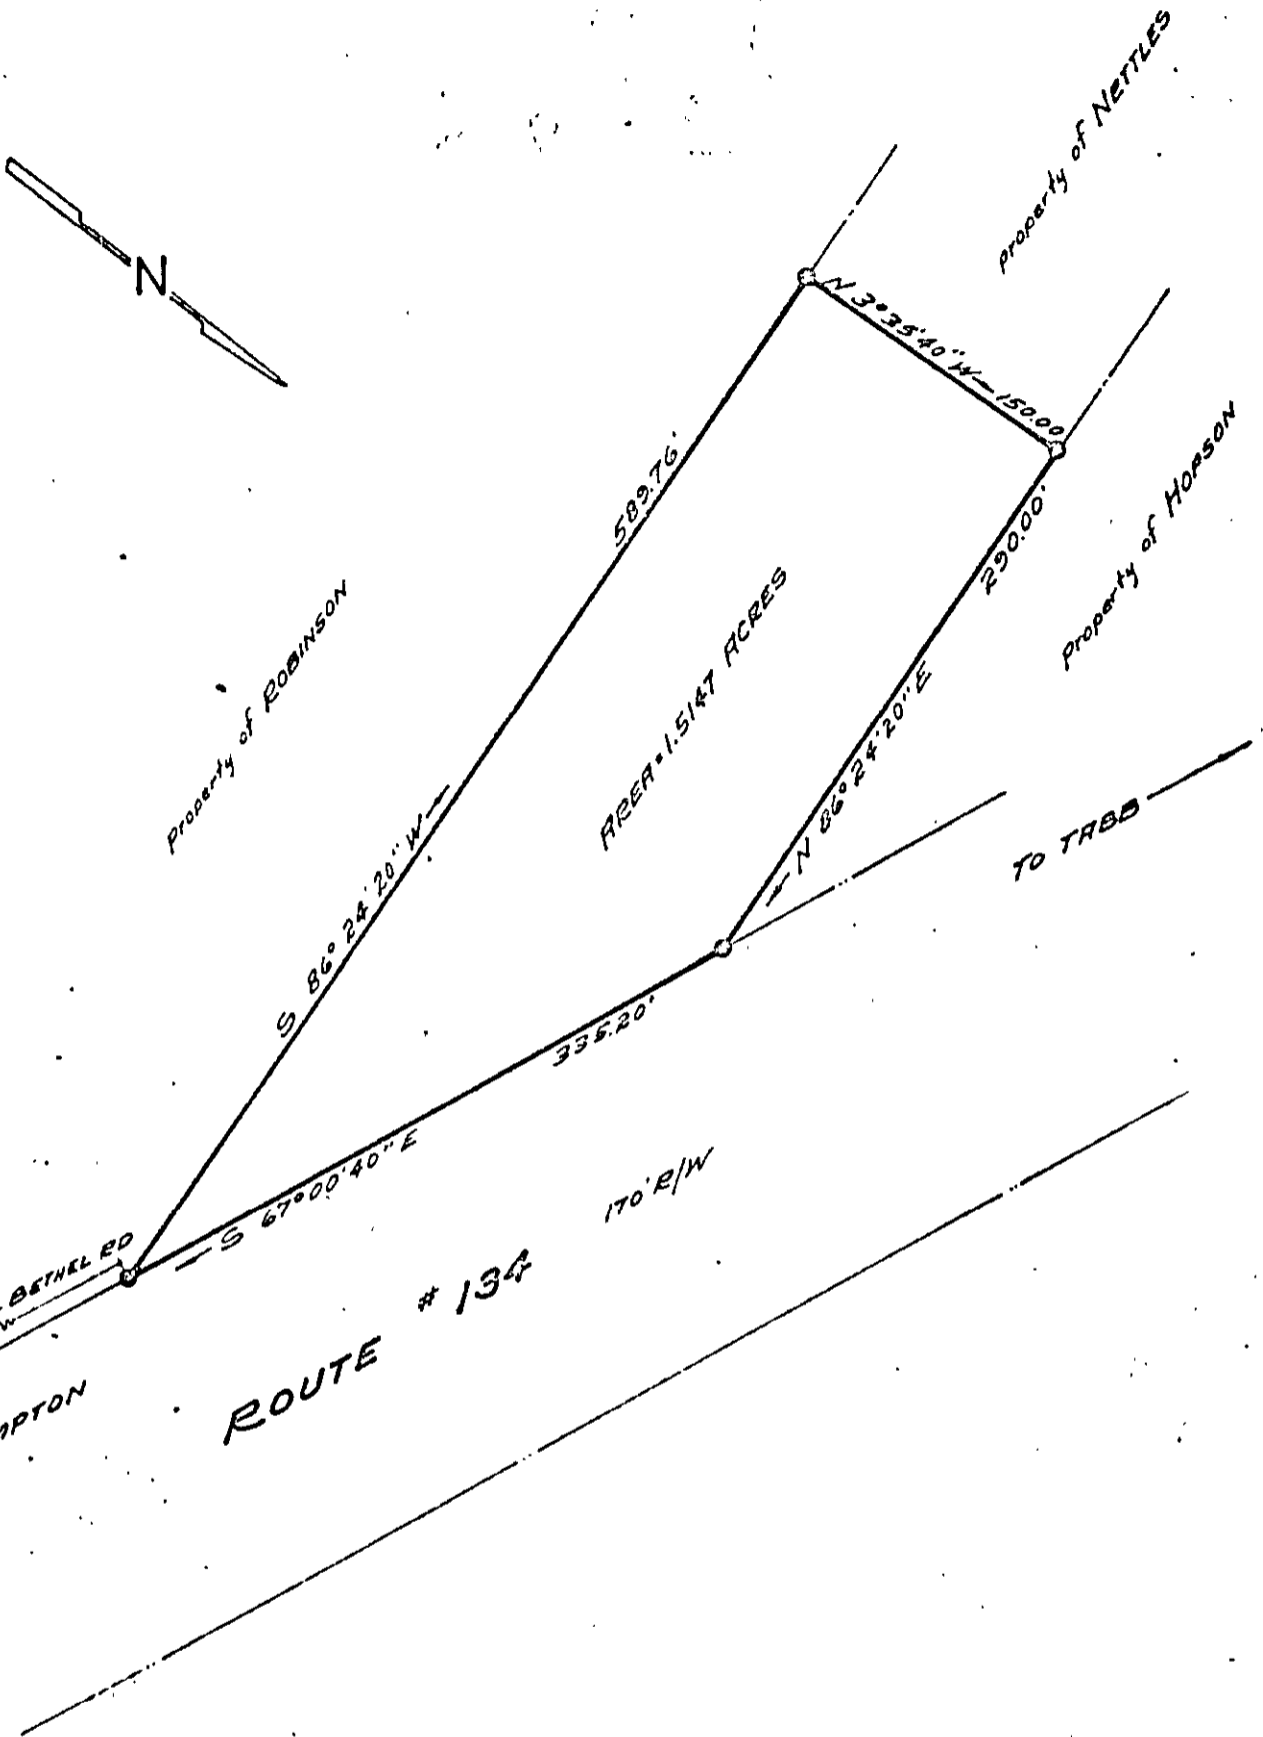 property of NETTLES
N
N 3°35'40" W 150.00
589.76'
290.00'
property of HOPSON
property of ROBINSON
AREA = 1.5147 ACRES
S 86° 24' 20" W
N 86° 24' 20" E
TO TABB
335.20'
S 67°00'40" E
170' R/W
BETHEL RD
ROUTE # 134